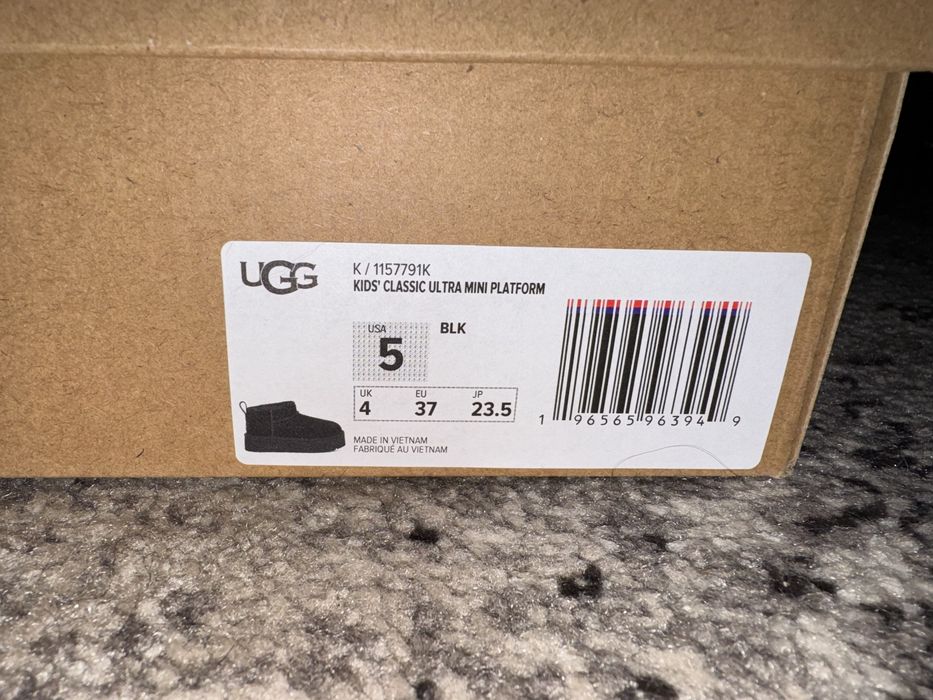 UGG
K / 1157791K
KIDS' CLASSIC ULTRA MINI PLATFORM
USA
5
BLK
UK EU JP
4 37 23.5
MADE IN VIETNAM
FABRIQUÉ AU VIETNAM
1 96565 96394 9